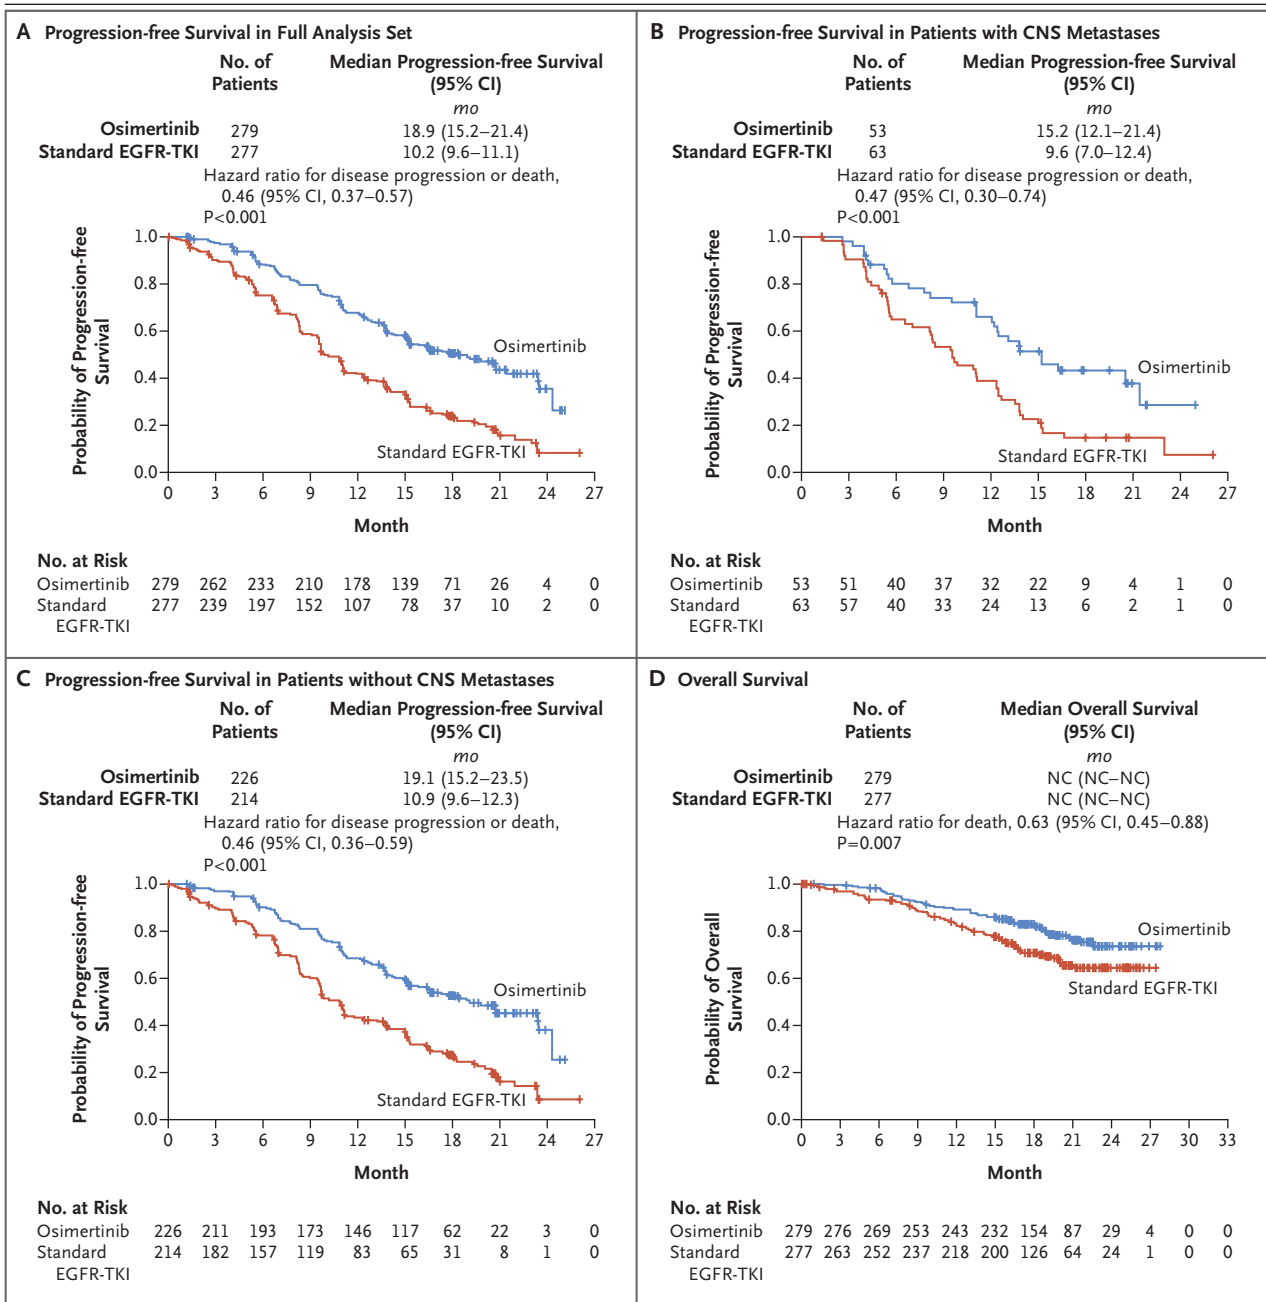 A Progression-free Survival in Full Analysis Set
No. of Patients
Median Progression-free Survival (95% CI)
mo
Osimertinib 279 18.9 (15.2–21.4)
Standard EGFR-TKI 277 10.2 (9.6–11.1)
Hazard ratio for disease progression or death,
0.46 (95% CI, 0.37–0.57)
P<0.001
Probability of Progression-free Survival
1.0
0.8
0.6
0.4
0.2
0.0
Osimertinib
Standard EGFR-TKI
0 3 6 9 12 15 18 21 24 27
Month
No. at Risk
Osimertinib 279 262 233 210 178 139 71 26 4 0
Standard EGFR-TKI 277 239 197 152 107 78 37 10 2 0
B Progression-free Survival in Patients with CNS Metastases
No. of Patients
Median Progression-free Survival (95% CI)
mo
Osimertinib 53 15.2 (12.1–21.4)
Standard EGFR-TKI 63 9.6 (7.0–12.4)
Hazard ratio for disease progression or death,
0.47 (95% CI, 0.30–0.74)
P<0.001
Probability of Progression-free Survival
1.0
0.8
0.6
0.4
0.2
0.0
Osimertinib
Standard EGFR-TKI
0 3 6 9 12 15 18 21 24 27
Month
No. at Risk
Osimertinib 53 51 40 37 32 22 9 4 1 0
Standard EGFR-TKI 63 57 40 33 24 13 6 2 1 0
C Progression-free Survival in Patients without CNS Metastases
No. of Patients
Median Progression-free Survival (95% CI)
mo
Osimertinib 226 19.1 (15.2–23.5)
Standard EGFR-TKI 214 10.9 (9.6–12.3)
Hazard ratio for disease progression or death,
0.46 (95% CI, 0.36–0.59)
P<0.001
Probability of Progression-free Survival
1.0
0.8
0.6
0.4
0.2
0.0
Osimertinib
Standard EGFR-TKI
0 3 6 9 12 15 18 21 24 27
Month
No. at Risk
Osimertinib 226 211 193 173 146 117 62 22 3 0
Standard EGFR-TKI 214 182 157 119 83 65 31 8 1 0
D Overall Survival
No. of Patients
Median Overall Survival (95% CI)
mo
Osimertinib 279 NC (NC–NC)
Standard EGFR-TKI 277 NC (NC–NC)
Hazard ratio for death, 0.63 (95% CI, 0.45–0.88)
P=0.007
Probability of Overall Survival
1.0
0.8
0.6
0.4
0.2
0.0
Osimertinib
Standard EGFR-TKI
0 3 6 9 12 15 18 21 24 27 30 33
Month
No. at Risk
Osimertinib 279 276 269 253 243 232 154 87 29 4 0 0
Standard EGFR-TKI 277 263 252 237 218 200 126 64 24 1 0 0